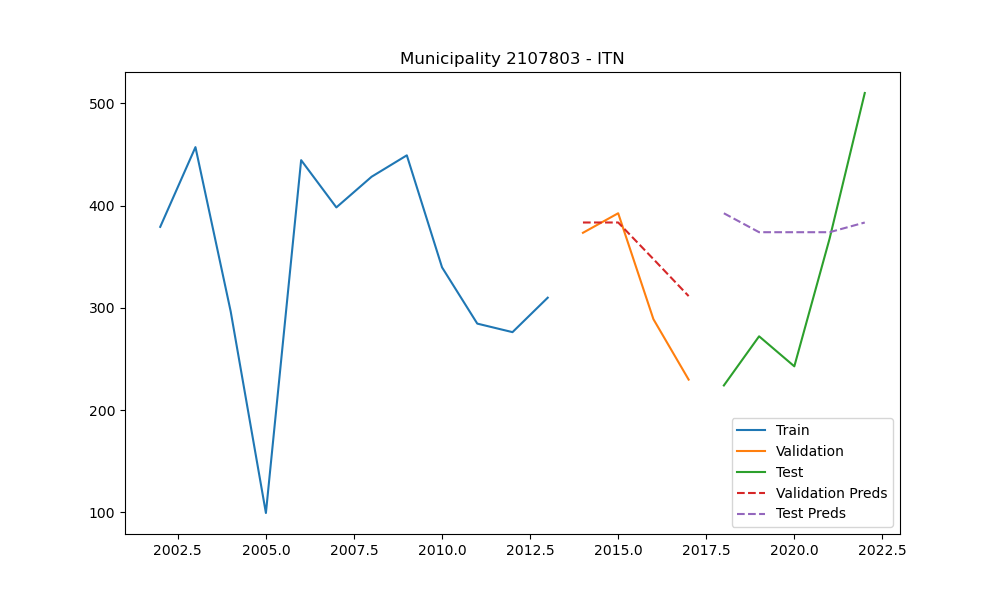 Municipality 2107803 - ITN
500
400
300
200
100
2002.5 2005.0 2007.5 2010.0 2012.5 2015.0 2017.5 2020.0 2022.5
Train
Validation
Test
Validation Preds
Test Preds